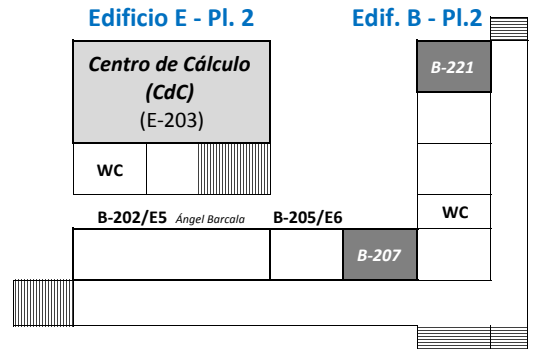 Edificio E - Pl. 2
Edif. B - Pl.2
Centro de Cálculo
(CdC)
(E-203)
B-221
WC
WC
B-202/E5 Ángel Barcala
B-205/E6
B-207